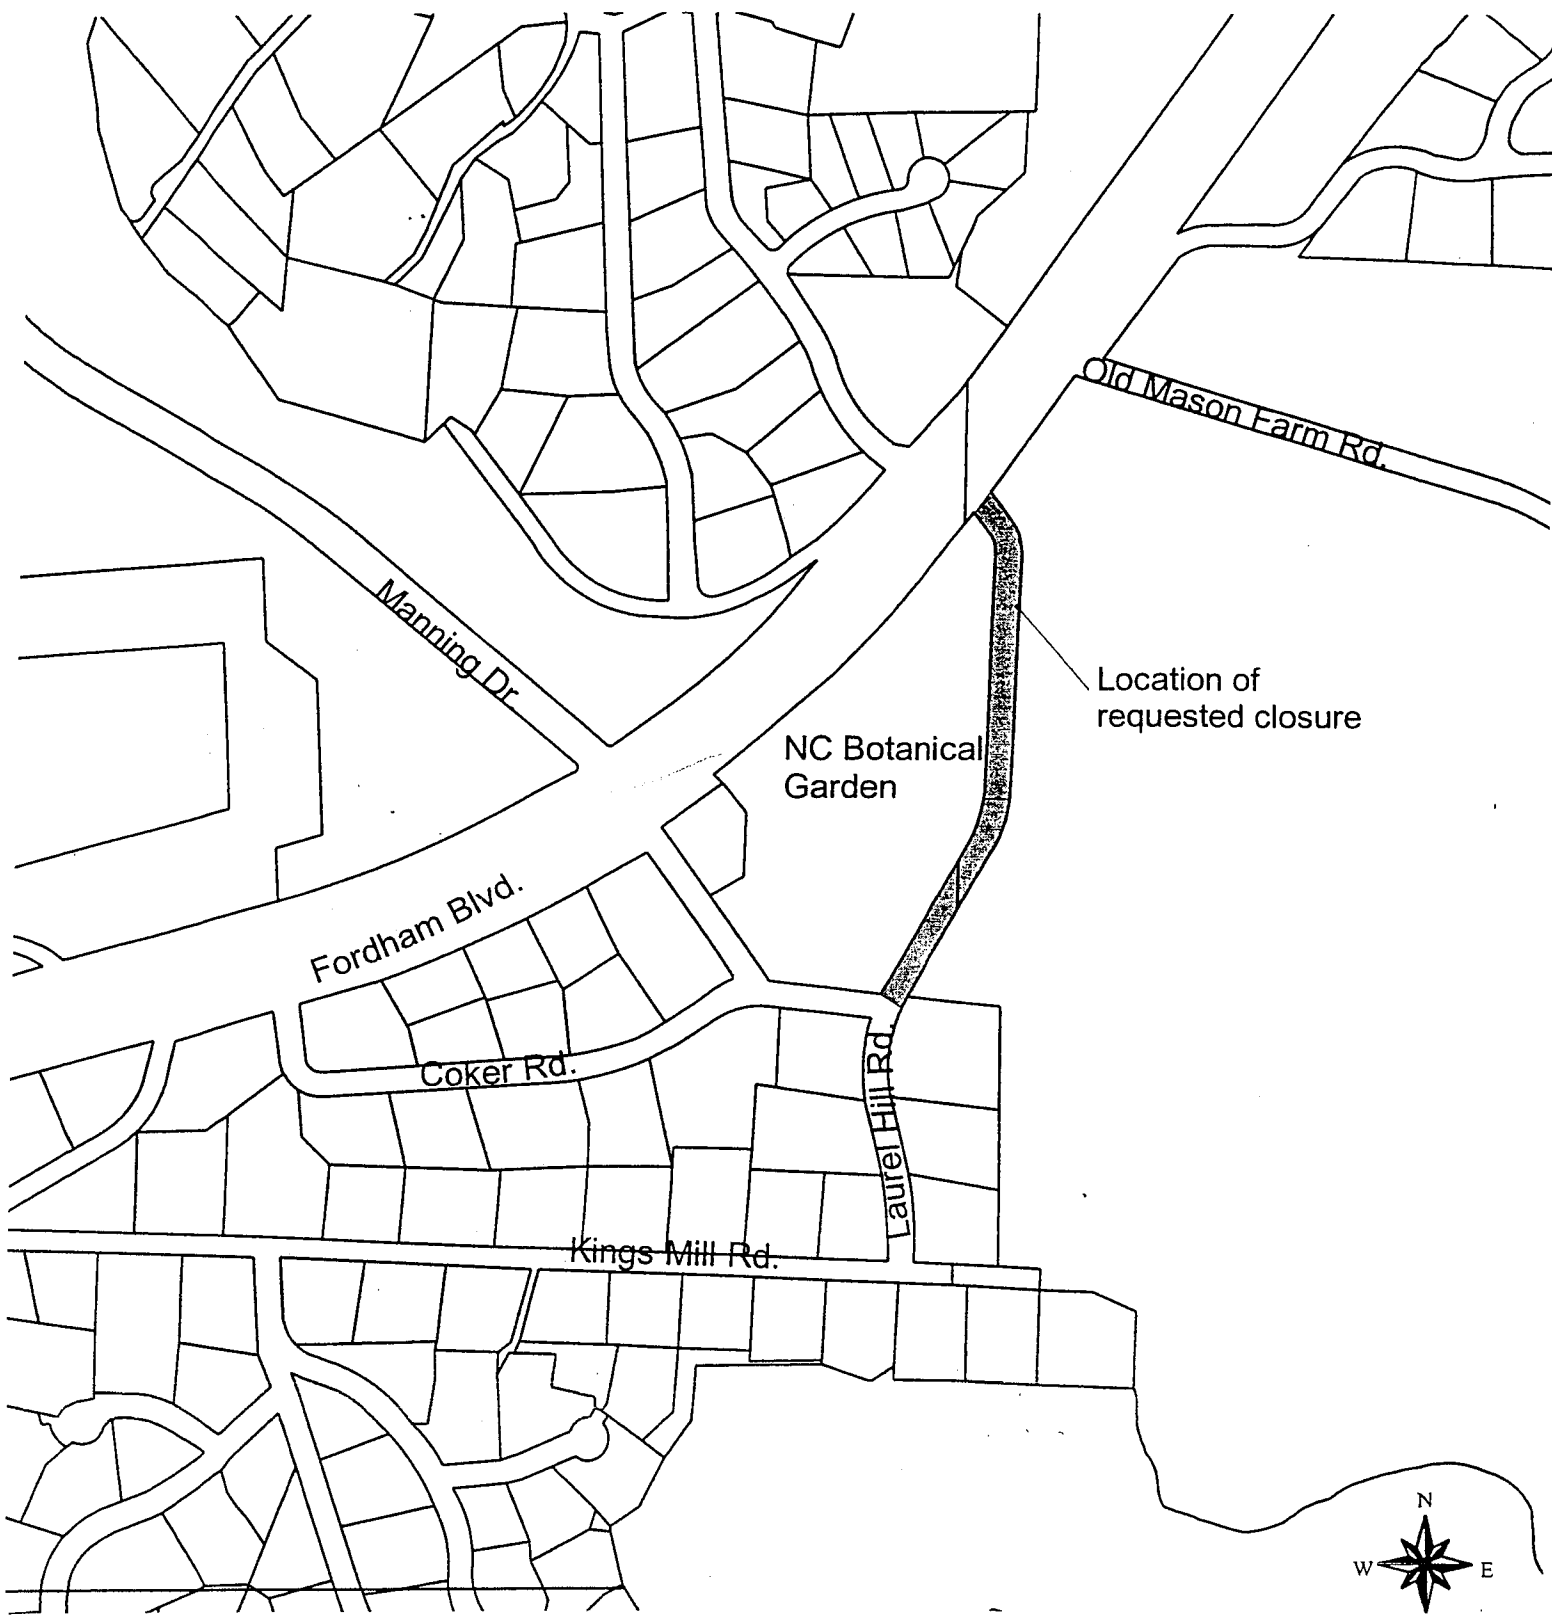 Old Mason Farm Rd.
Manning Dr.
Location of
requested closure
NC Botanical
Garden
Fordham Blvd.
Coker Rd.
Laurel Hill Rd.
Kings Mill Rd.
N
W
E